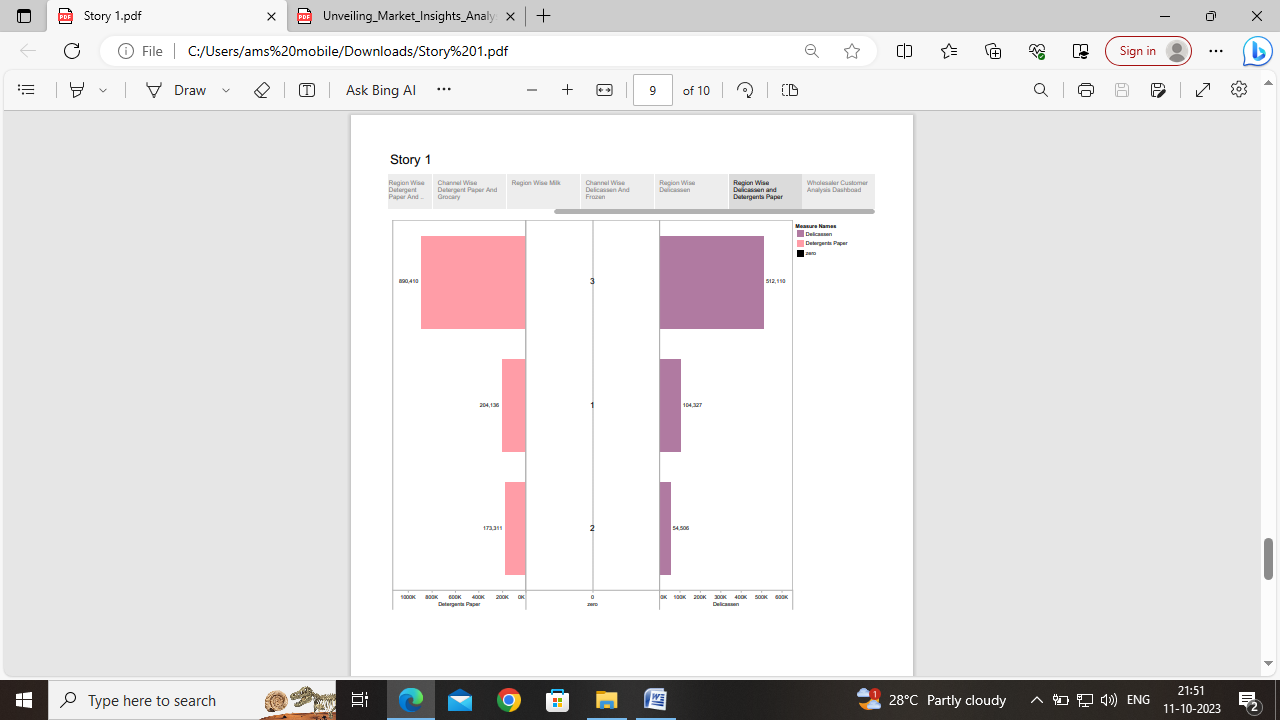 Story 1.pdf
Unveiling_Market_Insights_Analy
File
C:/Users/ams%20mobile/Downloads/Story%201.pdf
Sign in
Draw
Ask Bing AI
9
of 10
Story 1
Region Wise
Detergent
Paper And ..
Channel Wise
Detergent Paper And
Grocery
Region Wise Milk
Channel Wise
Delicassen And
Frozen
Region Wise
Delicassen
Region Wise
Delicassen and
Detergents Paper
Wholesaler Customer
Analysis Dashboad
Measure Names
Delicassen
Detergents Paper
zero
890,410
3
512,110
204,136
1
104,327
173,311
2
54,506
1000K 800K 600K 400K 200K 0K
Detergents Paper
0
zero
0K 100K 200K 300K 400K 500K 600K
Delicassen
Type here to search
1
28°C Partly cloudy
ENG
21:51
11-10-2023
2